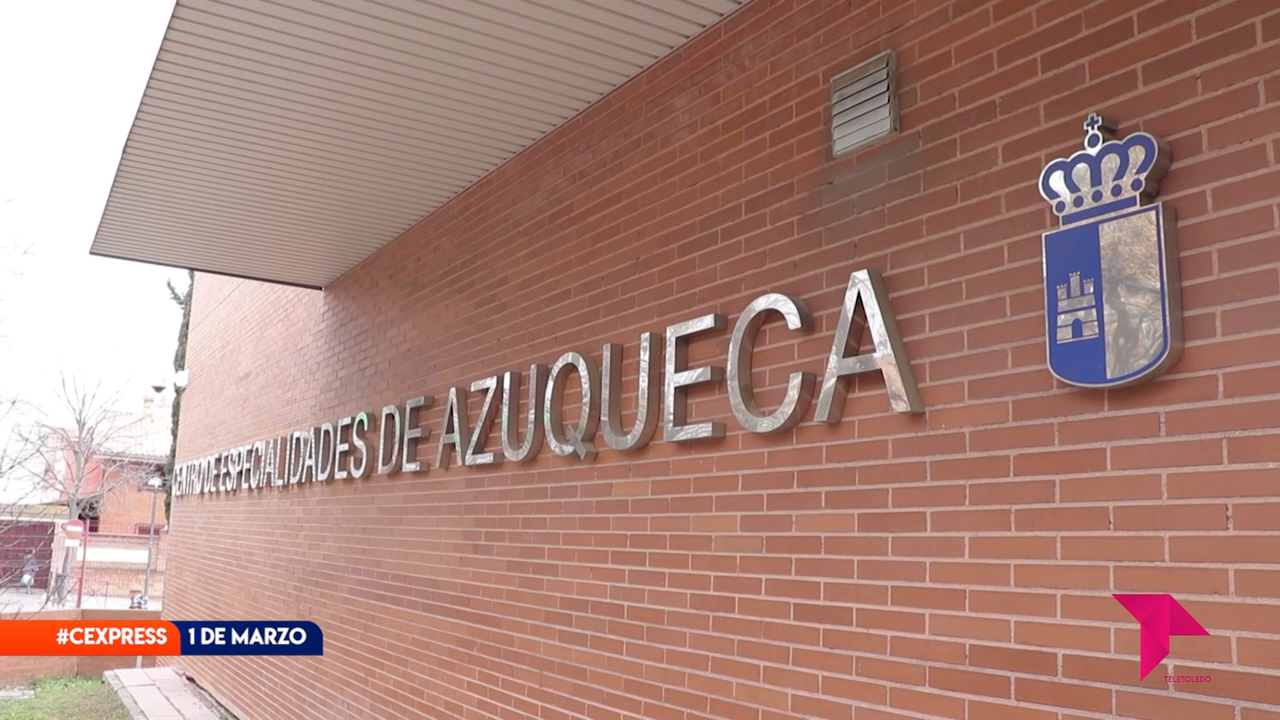 CENTRO DE ESPECIALIDADES DE AZUQUECA
#CEXPRESS 1 DE MARZO
TELETOLEDO